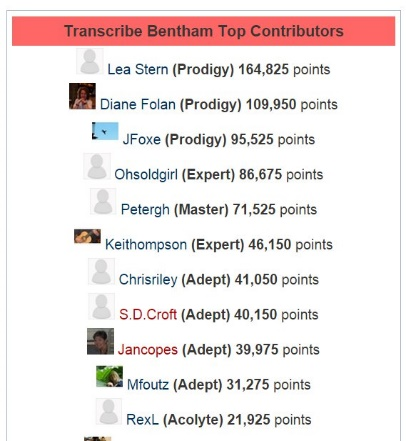 Transcribe Bentham Top Contributors
Lea Stern (Prodigy) 164,825 points
Diane Folan (Prodigy) 109,950 points
JFoxe (Prodigy) 95,525 points
Ohsoldgirl (Expert) 86,675 points
Petergh (Master) 71,525 points
Keithompson (Expert) 46,150 points
Chrisriley (Adept) 41,050 points
S.D.Croft (Adept) 40,150 points
Jancopes (Adept) 39,975 points
Mfoutz (Adept) 31,275 points
RexL (Acolyte) 21,925 points